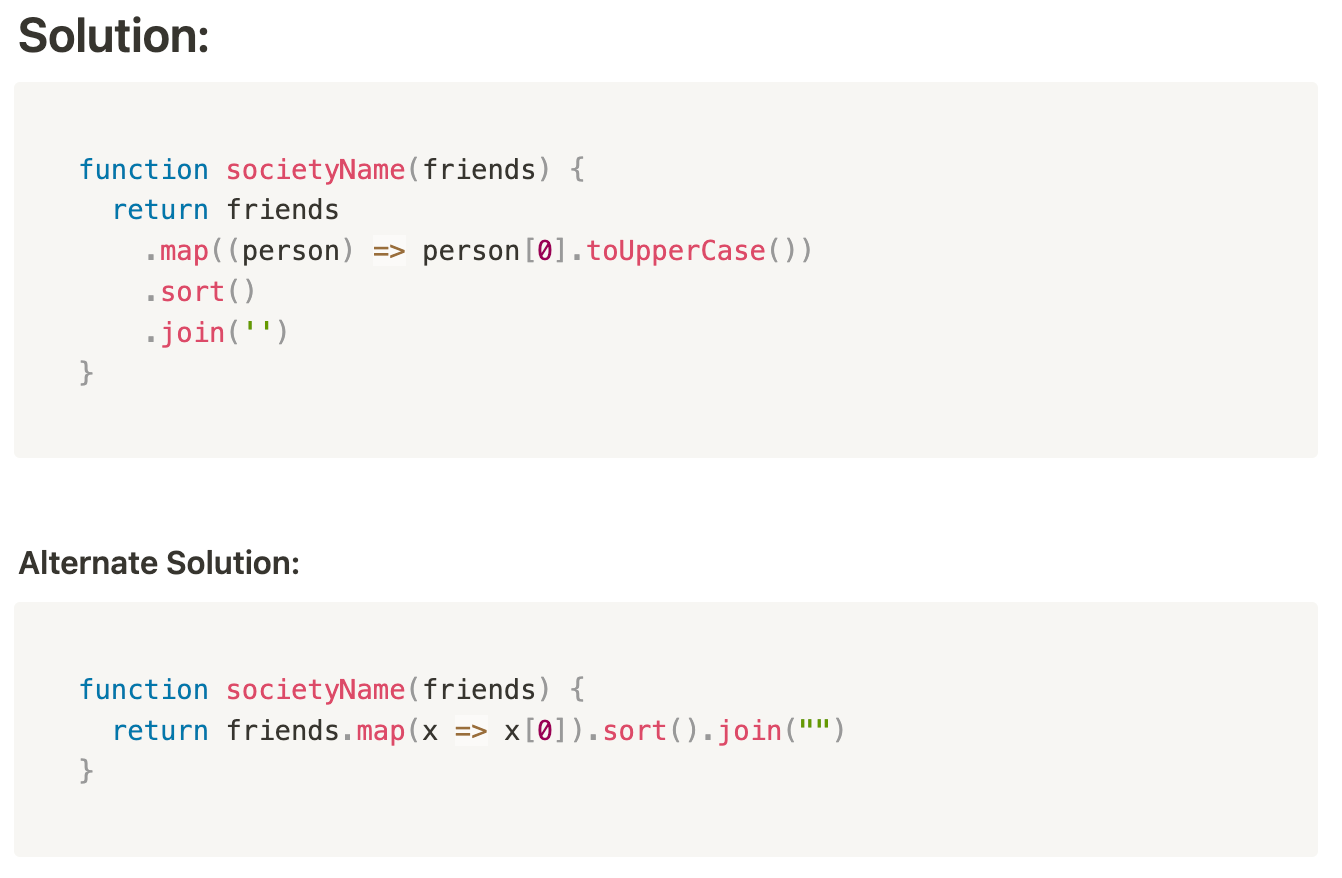 Solution:
function societyName(friends) {
  return friends
    .map((person) => person[0].toUpperCase())
    .sort()
    .join('')
}
Alternate Solution:
function societyName(friends) {
  return friends.map(x => x[0]).sort().join("")
}